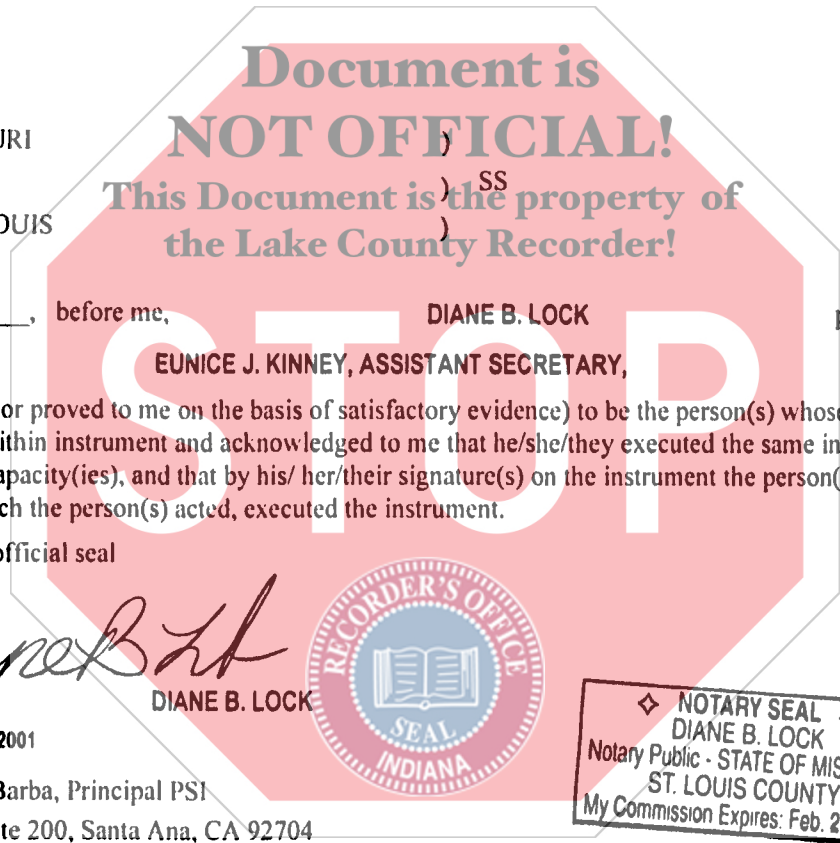 Document is
NOT OFFICIAL!
This Document is the property of
the Lake County Recorder!
STOP
URI )
) SS
OUIS )
, before me, DIANE B. LOCK
EUNICE J. KINNEY, ASSISTANT SECRETARY,
or proved to me on the basis of satisfactory evidence) to be the person(s) whose
ithin instrument and acknowledged to me that he/she/they executed the same in
apacity(ies), and that by his/ her/their signature(s) on the instrument the person(
ch the person(s) acted, executed the instrument.
official seal
DIANE B. LOCK
RECORDER'S OFFICE
SEAL
INDIANA
2001
Barba, Principal PSI
te 200, Santa Ana, CA 92704
NOTARY SEAL
DIANE B. LOCK
Notary Public - STATE OF MIS
ST. LOUIS COUNTY
My Commission Expires: Feb. 2